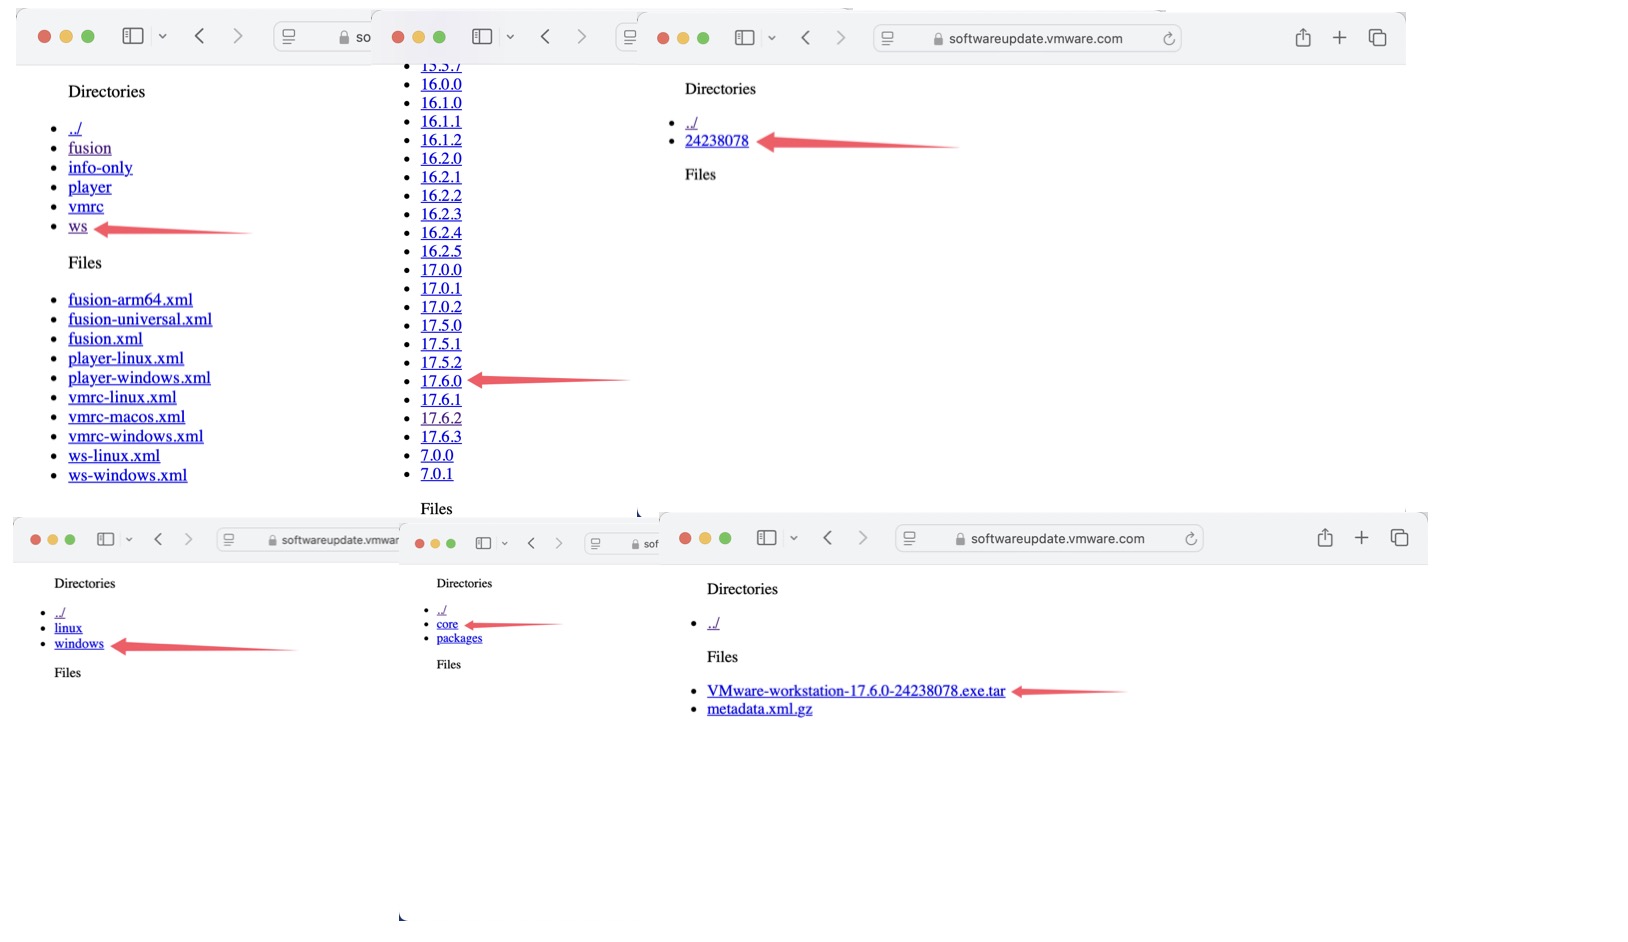 so
Directories
../
fusion
info-only
player
vmrc
ws
Files
fusion-arm64.xml
fusion-universal.xml
fusion.xml
player-linux.xml
player-windows.xml
vmrc-linux.xml
vmrc-macos.xml
vmrc-windows.xml
ws-linux.xml
ws-windows.xml
15.5.7
16.0.0
16.1.0
16.1.1
16.1.2
16.2.0
16.2.1
16.2.2
16.2.3
16.2.4
16.2.5
17.0.0
17.0.1
17.0.2
17.5.0
17.5.1
17.5.2
17.6.0
17.6.1
17.6.2
17.6.3
7.0.0
7.0.1
Files
softwareupdate.vmware.com
Directories
../
24238078
Files
softwareupdate.vmwar
Directories
../
linux
windows
Files
sof
Directories
../
core
packages
Files
softwareupdate.vmware.com
Directories
../
Files
VMware-workstation-17.6.0-24238078.exe.tar
metadata.xml.gz